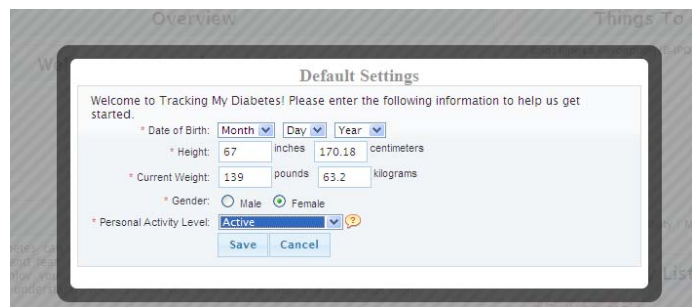 Overview
Things To
We
Default Settings
Welcome to Tracking My Diabetes! Please enter the following information to help us get
started.
* Date of Birth: Month Day Year
* Height: 67 inches 170.18 centimeters
* Current Weight: 139 pounds 63.2 kilograms
* Gender: Male Female
* Personal Activity Level: Active ?
Save Cancel
List